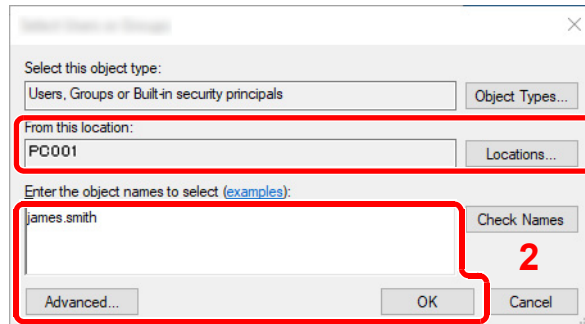 Select this object type:
Users, Groups or Built-in security principals
Object Types...
From this location:
PC001
Locations...
Enter the object names to select (examples):
james.smith
Check Names
2
Advanced...
OK
Cancel